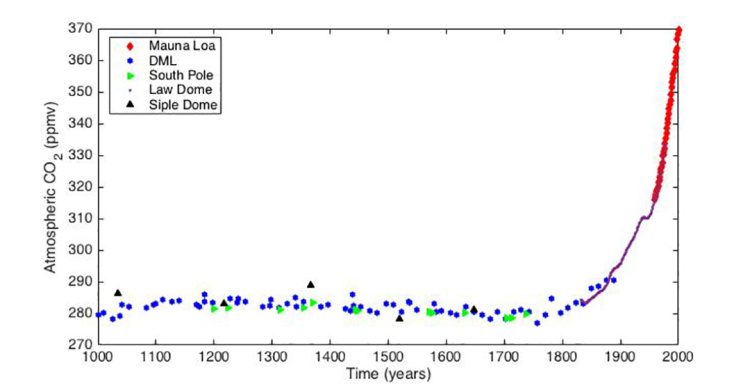 370
360
350
340
330
320
310
290
280
270
Atmospheric CO2 (ppmv)
Mauna Loa
DML
South Pole
Law Dome
Siple Dome
1000 1100 1200 1300 1400 1500 1600 1700 1800 1900 2000
Time (years)